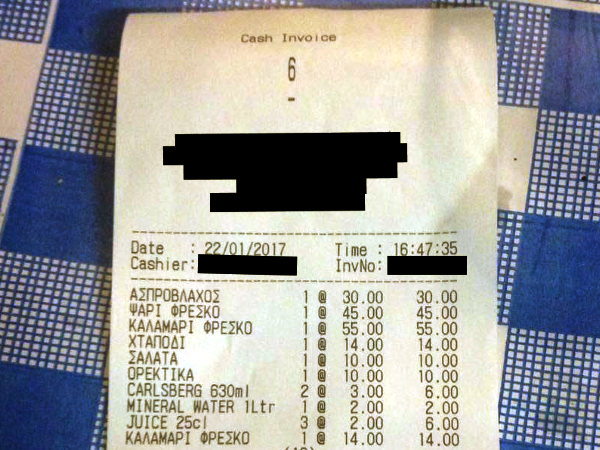 Cash Invoice
6
-
Date : 22/01/2017 Time : 16:47:35
Cashier: InvNo:
ΑΣΠΡΟΒΛΑΧΟΣ 1 @ 30.00 30.00
ΨΑΡΙ ΦΡΕΣΚΟ 1 @ 45.00 45.00
ΚΑΛΑΜΑΡΙ ΦΡΕΣΚΟ 1 @ 55.00 55.00
ΧΤΑΠΟΔΙ 1 @ 14.00 14.00
ΣΑΛΑΤΑ 1 @ 10.00 10.00
ΟΡΕΚΤΙΚΑ 1 @ 10.00 10.00
CARLSBERG 630ml 2 @ 3.00 6.00
MINERAL WATER 1Ltr 1 @ 2.00 2.00
JUICE 25cl 3 @ 2.00 6.00
ΚΑΛΑΜΑΡΙ ΦΡΕΣΚΟ 1 @ 14.00 14.00